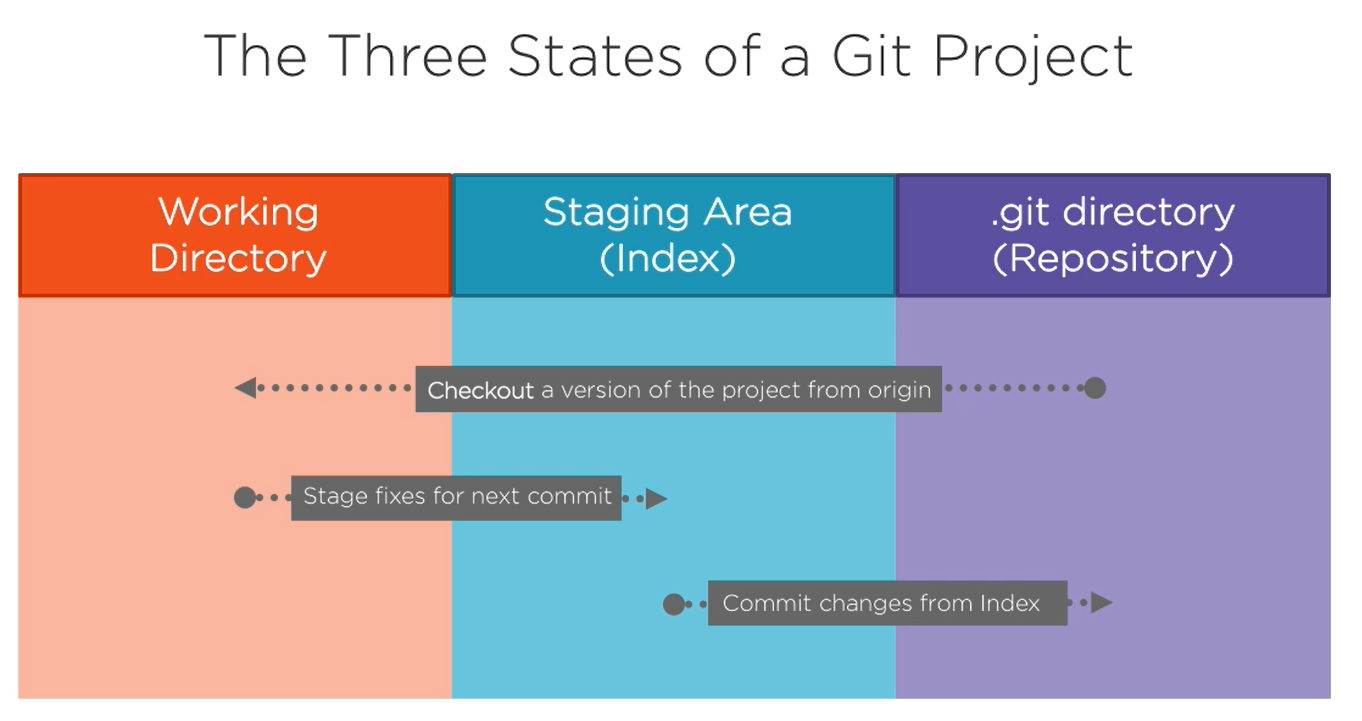 The Three States of a Git Project
Working
Directory
Staging Area
(Index)
.git directory
(Repository)
Checkout a version of the project from origin
Stage fixes for next commit
Commit changes from Index